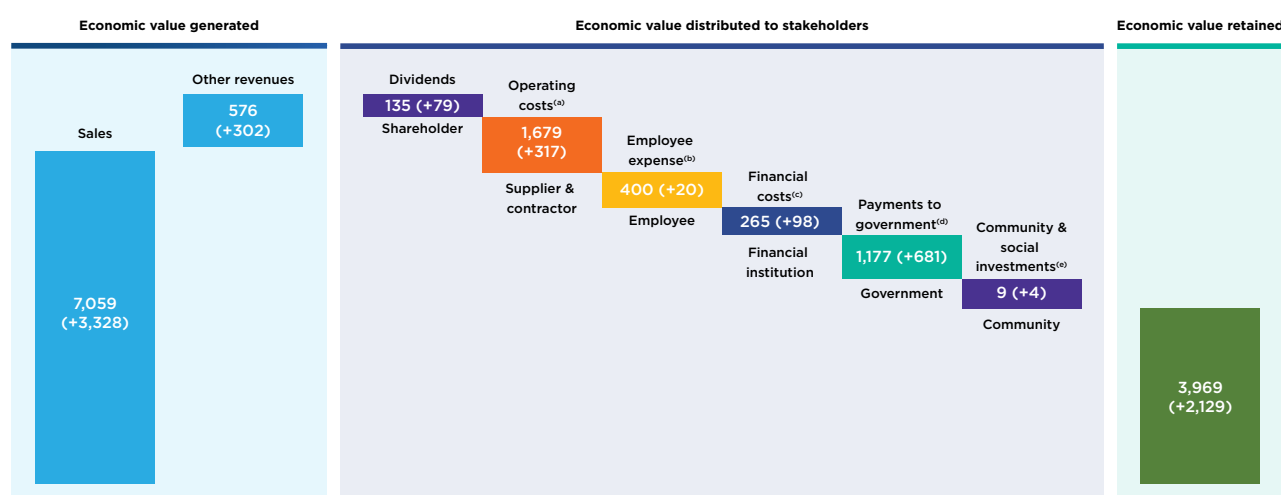 Economic value generated
Sales
7,059
(+3,328)
Other revenues
576
(+302)
Economic value distributed to stakeholders
Dividends
135 (+79)
Shareholder
Operating
costs(a)
1,679
(+317)
Supplier &
contractor
Employee
expense(b)
400 (+20)
Employee
Financial
costs(c)
265 (+98)
Financial
institution
Payments to
government(d)
1,177 (+681)
Government
Community &
social
investments(e)
9 (+4)
Community
Economic value retained
3,969
(+2,129)